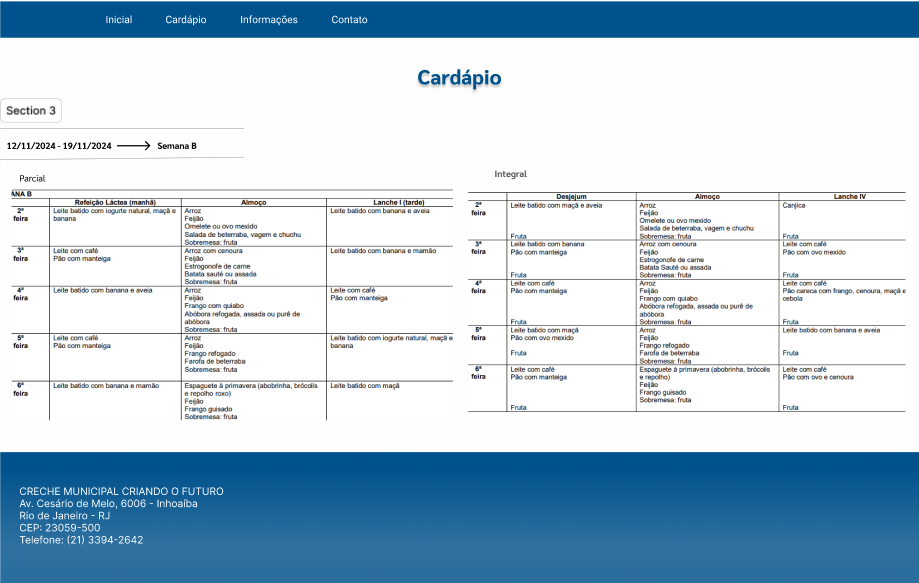 Inicial Cardápio Informações Contato
Cardápio
Section 3
12/11/2024 - 19/11/2024 Semana B
Parcial
ANA B
Refeição Láctea (manhã) Almoço Lanche I (tarde)
2ª feira
Leite batido com iogurte natural, maçã e
banana
Arroz
Feijão
Omelete ou ovo mexido
Salada de beterraba, vagem e chuchu
Sobremesa: fruta
Leite batido com banana e aveia
3ª feira
Leite com café
Pão com manteiga
Arroz com cenoura
Feijão
Estrogonofe de carne
Batata sauté ou assada
Sobremesa: fruta
Leite batido com banana e mamão
4ª feira
Leite batido com banana e aveia
Arroz
Feijão
Frango com quiabo
Abóbora refogada, assada ou purê de
abóbora
Sobremesa: fruta
Leite com café
Pão com manteiga
5ª feira
Leite com café
Pão com manteiga
Arroz
Feijão
Frango refogado
Farofa de beterraba
Sobremesa: fruta
Leite batido com iogurte natural, maçã e
banana
6ª feira
Leite batido com banana e mamão
Espaguete à primavera (abobrinha, brócolis
e repolho roxo)
Feijão
Frango guisado
Sobremesa: fruta
Leite batido com maçã
Integral
Desjejum Almoço Lanche IV
2ª feira
Leite batido com maçã e aveia
Fruta
Arroz
Feijão
Omelete ou ovo mexido
Salada de beterraba, vagem e chuchu
Sobremesa: fruta
Canjica
Fruta
3ª feira
Leite batido com banana
Pão com manteiga
Fruta
Arroz com cenoura
Feijão
Estrogonofe de carne
Batata Sauté ou assada
Sobremesa: fruta
Leite com café
Pão com ovo mexido
Fruta
4ª feira
Leite com café
Pão com manteiga
Fruta
Arroz
Feijão
Frango com quiabo
Abóbora refogada, assada ou purê de
abóbora
Sobremesa: fruta
Leite com café
Pão careca com frango, cenoura, maçã e
cebola
Fruta
5ª feira
Leite batido com maçã
Pão com ovo mexido
Fruta
Arroz
Feijão
Frango refogado
Farofa de beterraba
Sobremesa: fruta
Leite batido com banana e aveia
Fruta
6ª feira
Leite com café
Pão com manteiga
Fruta
Espaguete à primavera (abobrinha, brócolis
e repolho)
Feijão
Frango guisado
Sobremesa: fruta
Leite com café
Pão com ovo e cenoura
Fruta
CRECHE MUNICIPAL CRIANDO O FUTURO
Av. Cesário de Melo, 6006 - Inhoaíba
Rio de Janeiro - RJ
CEP: 23059-500
Telefone: (21) 3394-2642